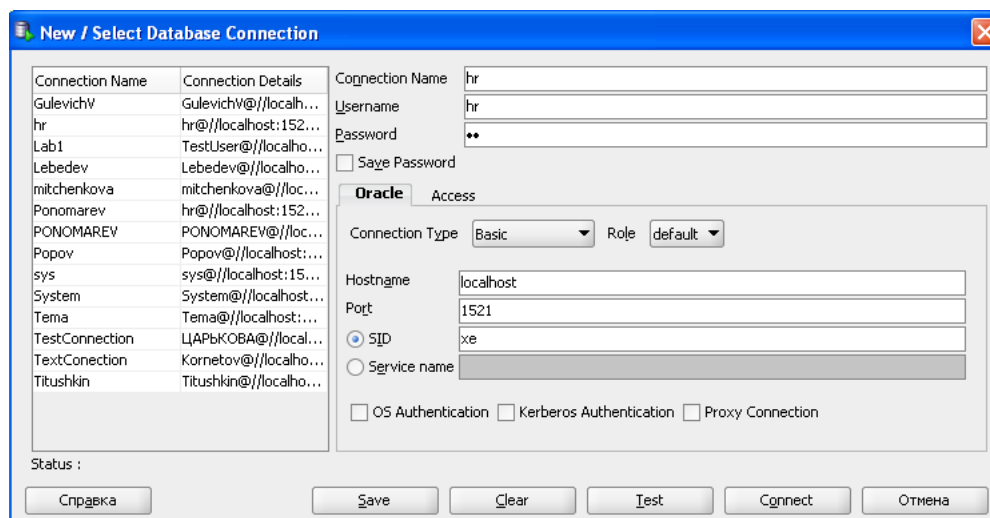 New / Select Database Connection
Connection Name Connection Details
GulevichV GulevichV@//localh...
hr hr@//localhost:152...
Lab1 TestUser@//localho...
Lebedev Lebedev@//localho...
mitchenkova mitchenkova@//loc...
Ponomarev hr@//localhost:152...
PONOMAREV PONOMAREV@//loc...
Popov Popov@//localhost:...
sys sys@//localhost:15...
System System@//localhost...
Tema Tema@//localhost:...
TestConnection ЦАРЬКОВА@//local...
TextConection Kornetov@//localhos...
Titushkin Titushkin@//localho...
Connection Name hr
Username hr
Password ••
Save Password
Oracle Access
Connection Type Basic Role default
Hostname localhost
Port 1521
SID xe
Service name
OS Authentication Kerberos Authentication Proxy Connection
Status :
Справка Save Clear Test Connect Отмена